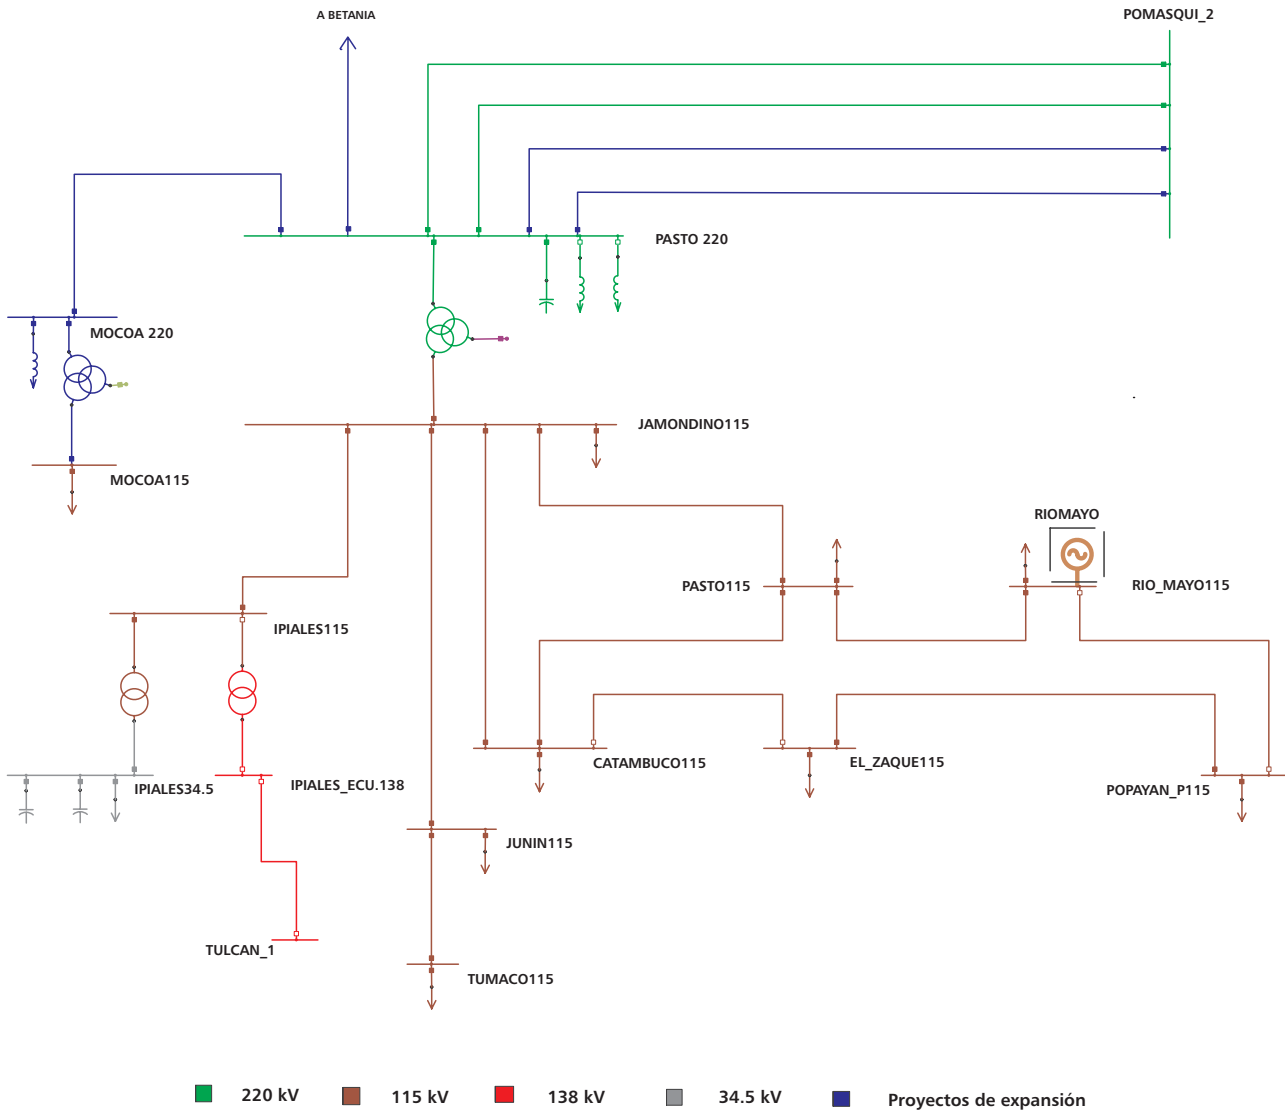 A BETANIA
POMASQUI_2
PASTO 220
MOCOA 220
JAMONDINO115
MOCOA115
RIOMAYO
PASTO115
RIO_MAYO115
IPIALES115
CATAMBUCO115
EL_ZAQUE115
IPIALES34.5
IPIALES_ECU.138
POPAYAN_P115
JUNIN115
TULCAN_1
TUMACO115
220 kV
115 kV
138 kV
34.5 kV
Proyectos de expansión